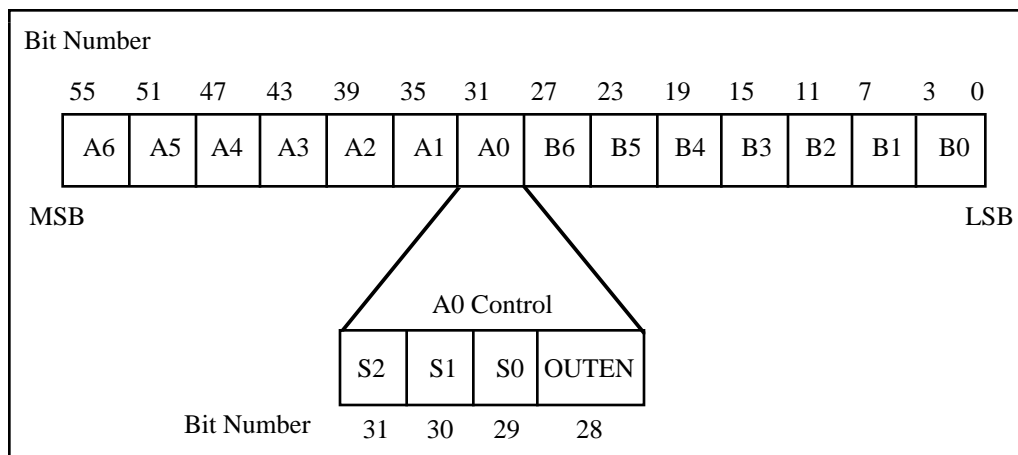 Bit Number
55 51 47 43 39 35 31 27 23 19 15 11 7 3 0
A6 A5 A4 A3 A2 A1 A0 B6 B5 B4 B3 B2 B1 B0
MSB LSB
A0 Control
S2 S1 S0 OUTEN
Bit Number 31 30 29 28